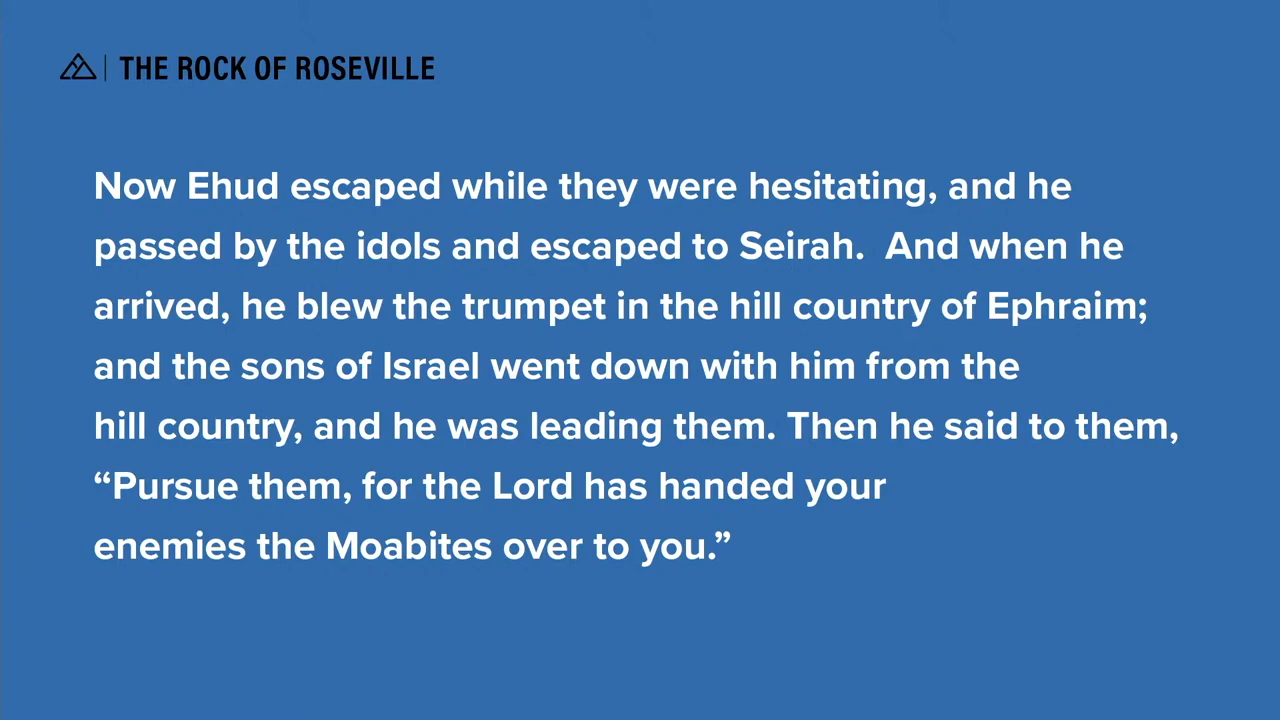 THE ROCK OF ROSEVILLE
Now Ehud escaped while they were hesitating, and he
passed by the idols and escaped to Seirah.  And when he
arrived, he blew the trumpet in the hill country of Ephraim;
and the sons of Israel went down with him from the
hill country, and he was leading them. Then he said to them,
“Pursue them, for the Lord has handed your
enemies the Moabites over to you.”